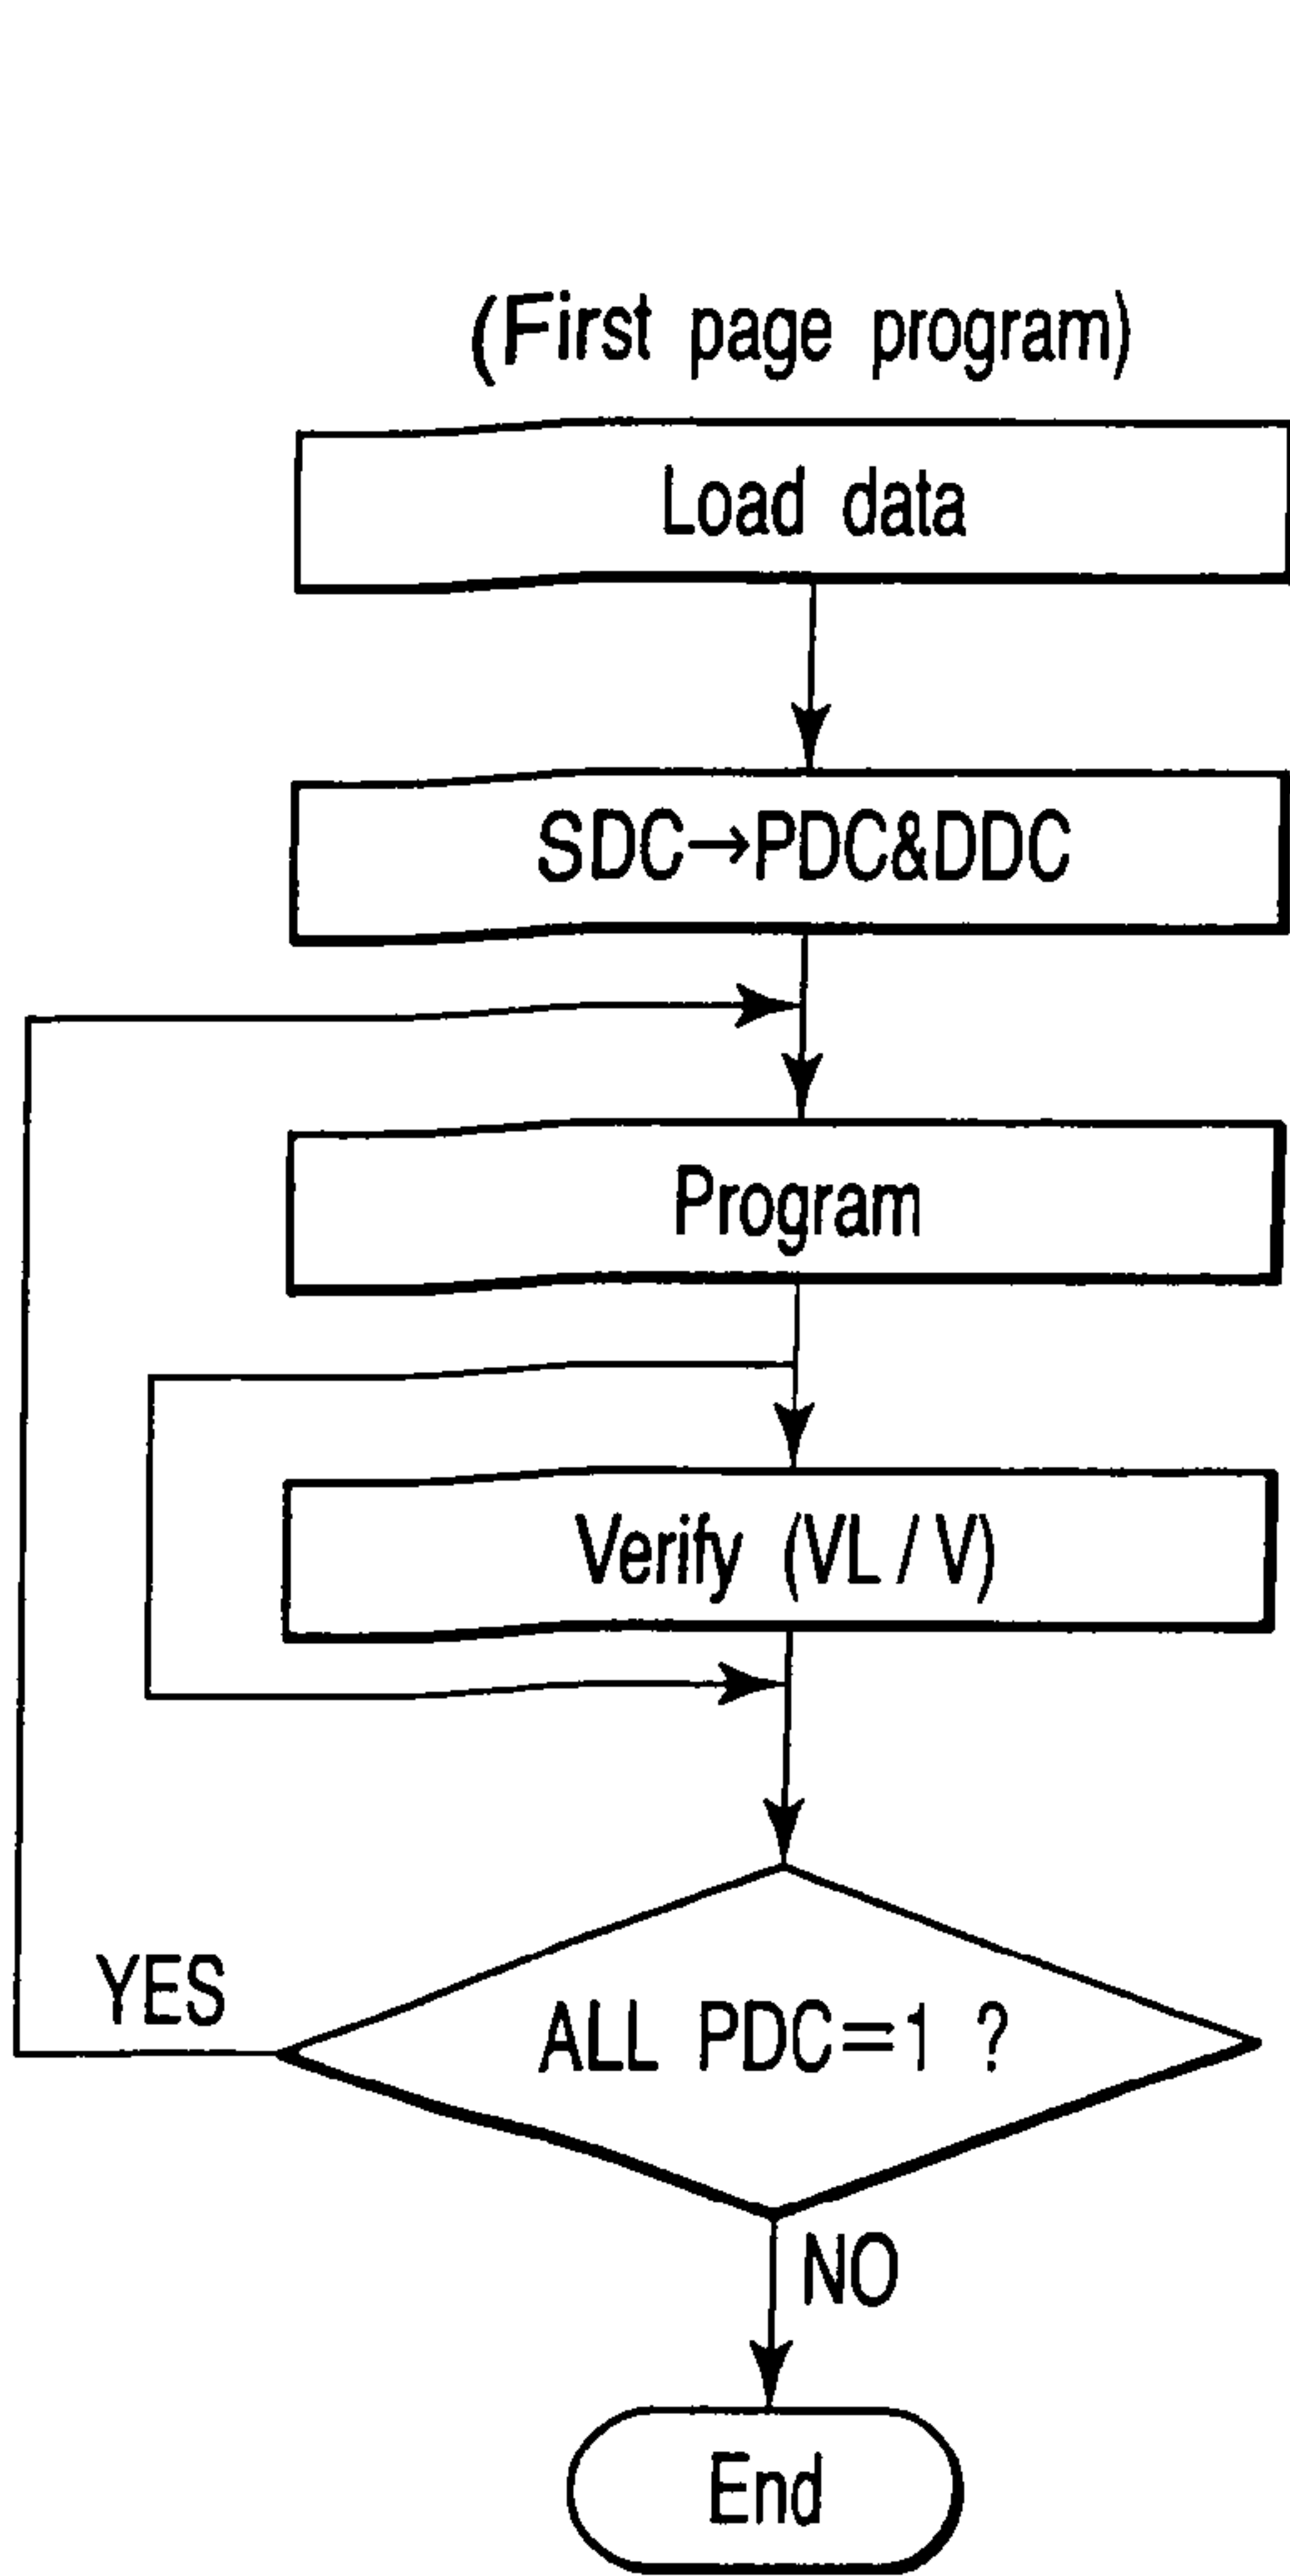 (First page program)
Load data
SDC→PDC&DDC
Program
Verify (VL / V)
ALL PDC=1 ?
YES
NO
End